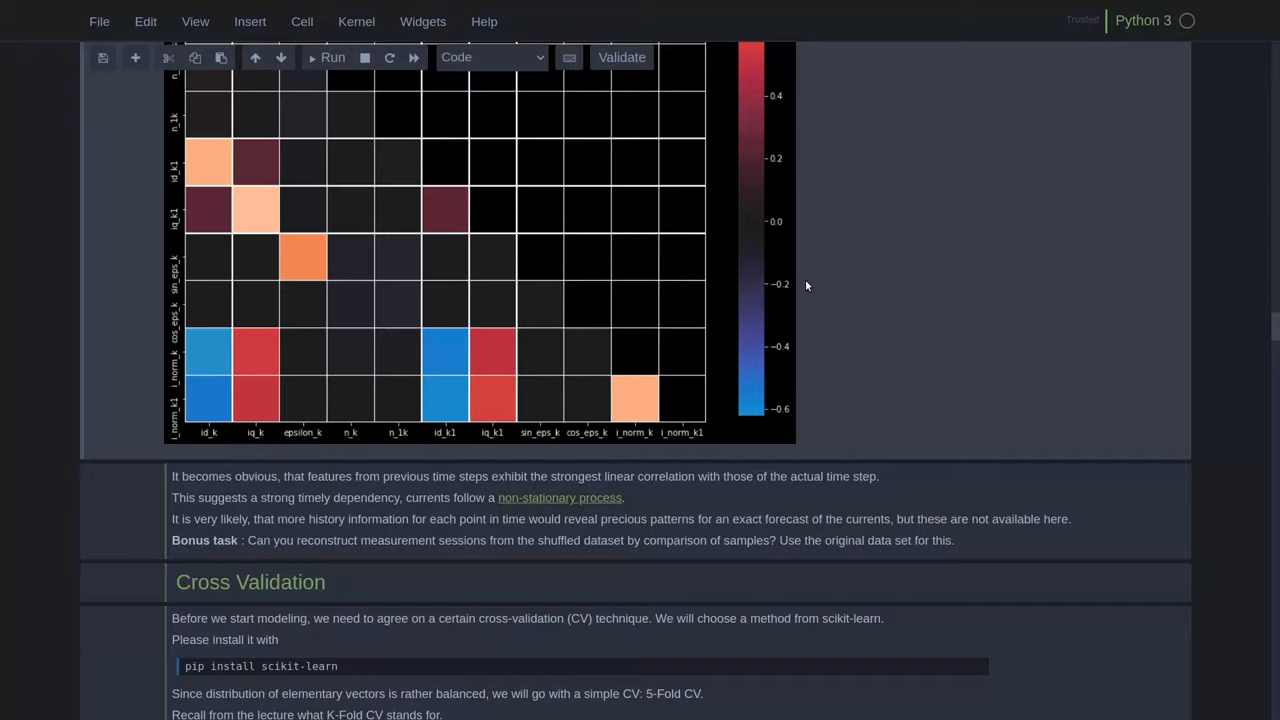 File Edit View Insert Cell Kernel Widgets Help Trusted Python 3
Run Code Validate
0.4
n_1k
id_k1
0.2
iq_k1
0.0
sin_eps_k
−0.2
cos_eps_k
i_norm_k
−0.4
i_norm_k1
−0.6
id_k iq_k epsilon_k n_k n_1k id_k1 iq_k1 sin_eps_k cos_eps_k i_norm_k i_norm_k1
It becomes obvious, that features from previous time steps exhibit the strongest linear correlation with those of the actual time step.
This suggests a strong timely dependency, currents follow a non-stationary process.
It is very likely, that more history information for each point in time would reveal precious patterns for an exact forecast of the currents, but these are not available here.
Bonus task : Can you reconstruct measurement sessions from the shuffled dataset by comparison of samples? Use the original data set for this.
Cross Validation
Before we start modeling, we need to agree on a certain cross-validation (CV) technique. We will choose a method from scikit-learn.
Please install it with
pip install scikit-learn
Since distribution of elementary vectors is rather balanced, we will go with a simple CV: 5-Fold CV.
Recall from the lecture what K-Fold CV stands for.